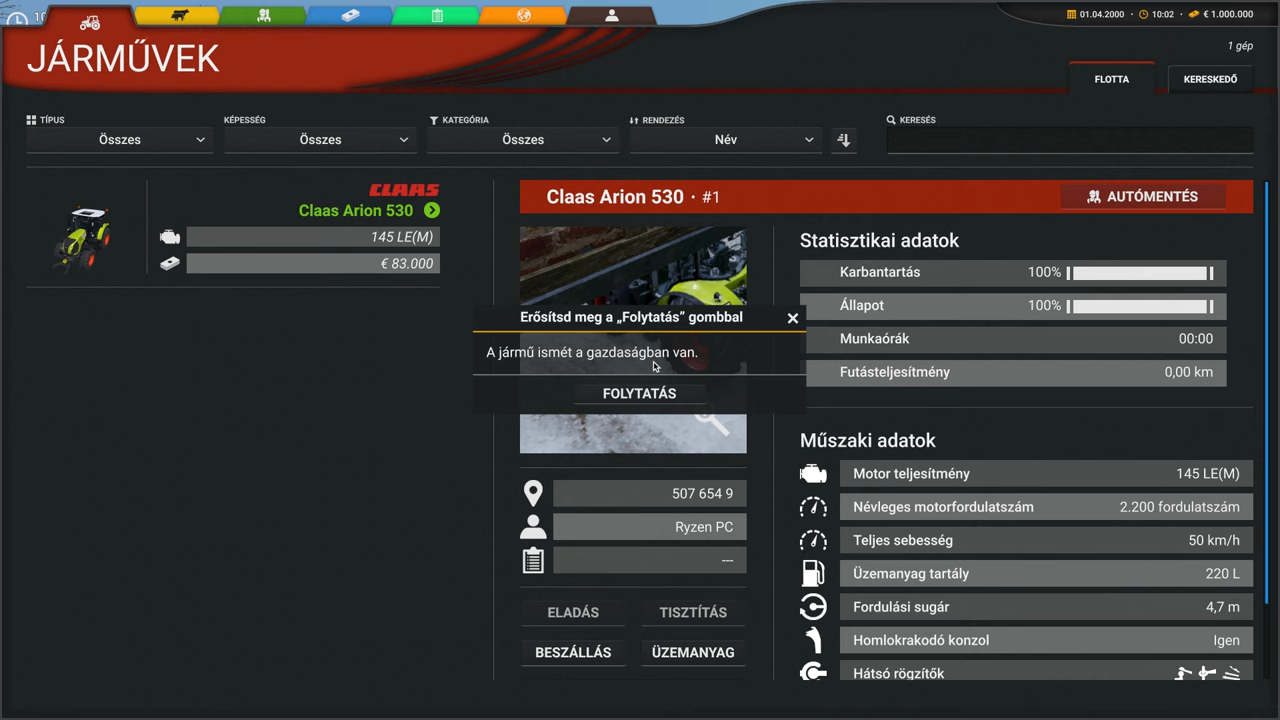 01.04.2000 · 10:02 · € 1.000.000
JÁRMŰVEK
1 gép
FLOTTA
KERESKEDŐ
TÍPUS
Összes
KÉPESSÉG
Összes
KATEGÓRIA
Összes
RENDEZÉS
Név
KERESÉS
CLAAS
Claas Arion 530
145 LE(M)
€ 83.000
Claas Arion 530 · #1
AUTÓMENTÉS
Erősítsd meg a „Folytatás” gombbal
A jármű ismét a gazdaságban van.
FOLYTATÁS
507 654 9
Ryzen PC
---
ELADÁS
TISZTÍTÁS
BESZÁLLÁS
ÜZEMANYAG
Statisztikai adatok
Karbantartás 100%
Állapot 100%
Munkaórák 00:00
Futásteljesítmény 0,00 km
Műszaki adatok
Motor teljesítmény 145 LE(M)
Névleges motorfordulatszám 2.200 fordulatszám
Teljes sebesség 50 km/h
Üzemanyag tartály 220 L
Fordulási sugár 4,7 m
Homlokrakodó konzol Igen
Hátsó rögzítők